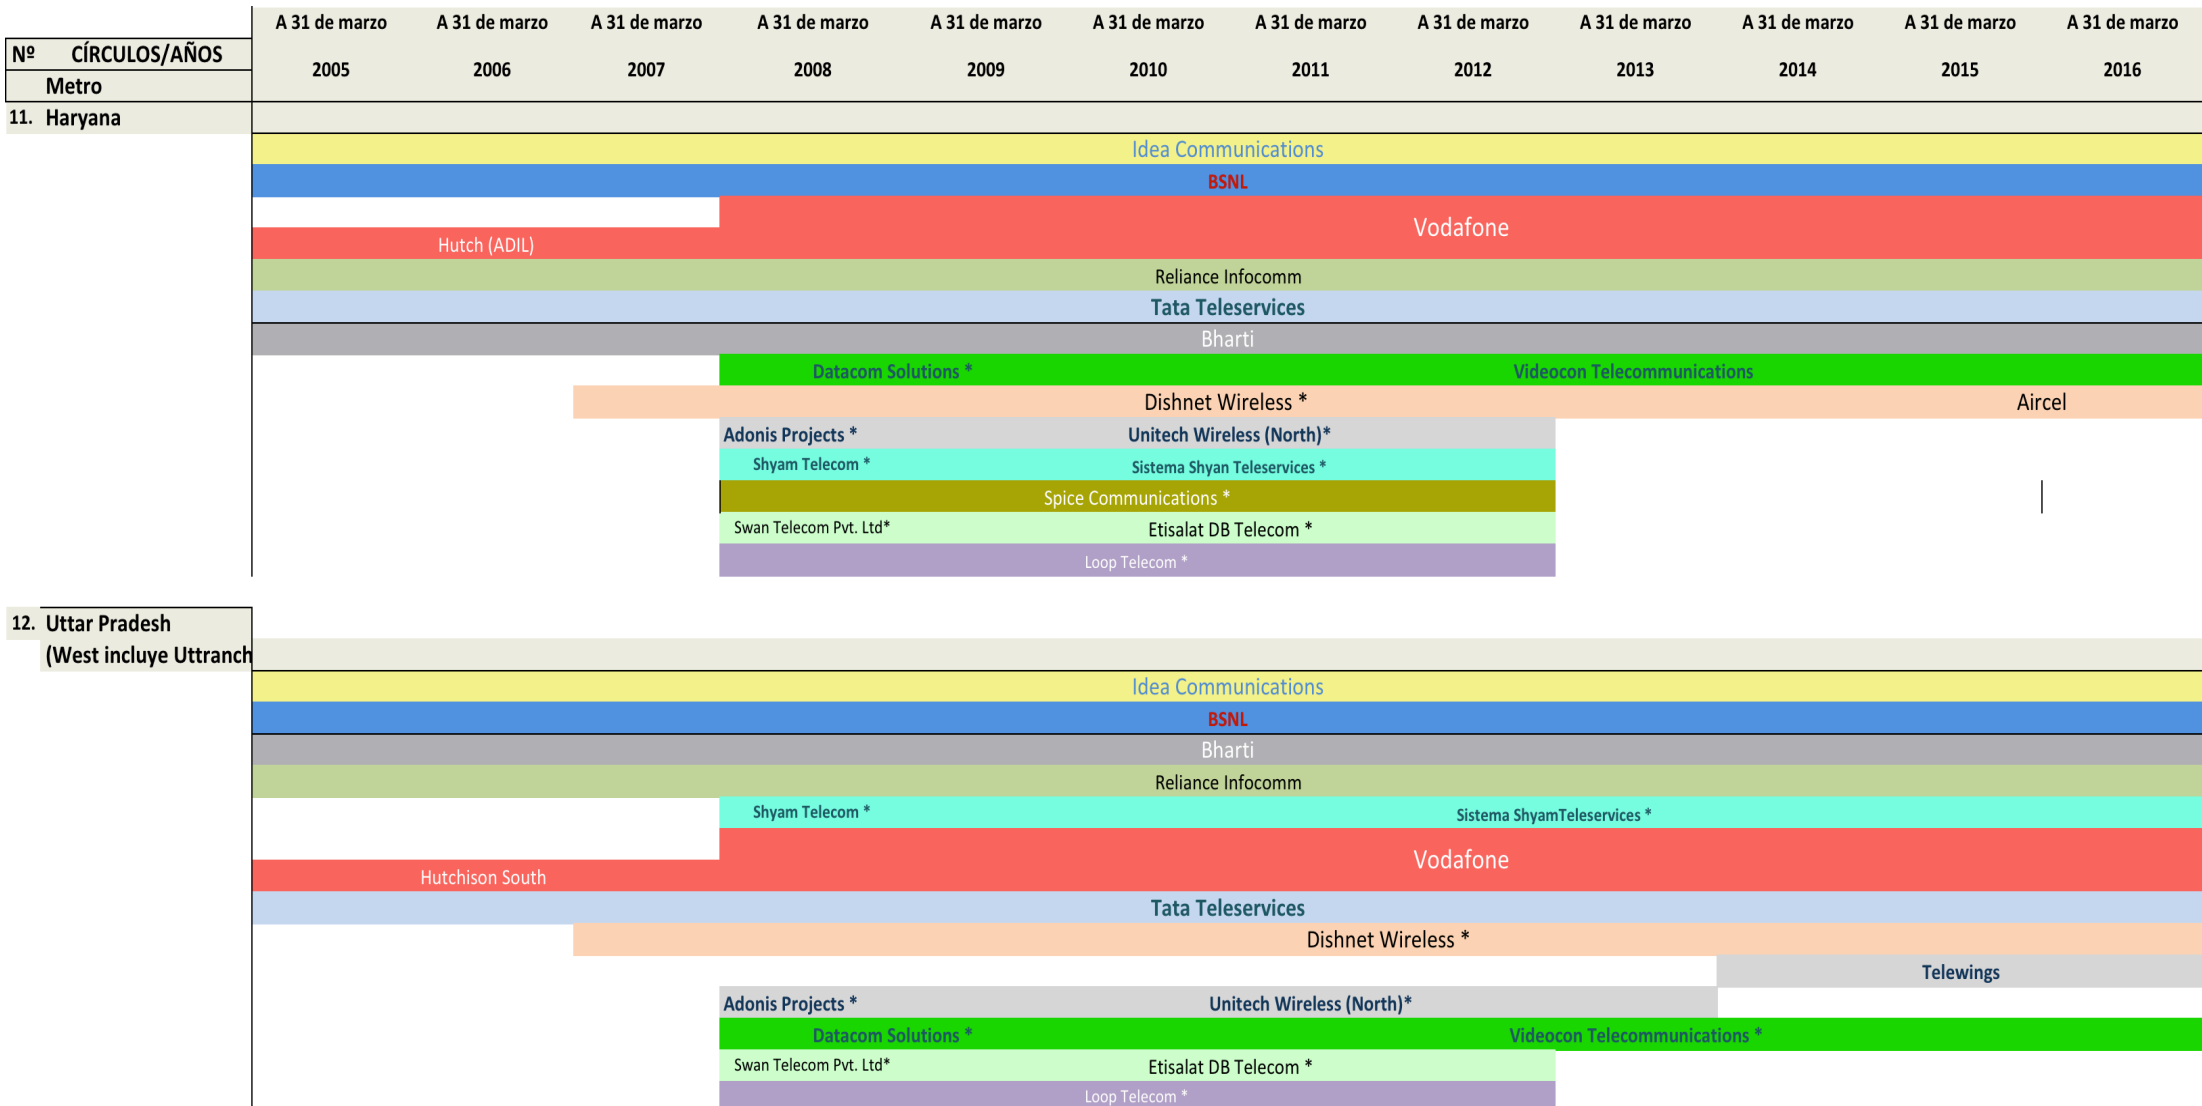 A 31 de marzo A 31 de marzo A 31 de marzo A 31 de marzo A 31 de marzo A 31 de marzo A 31 de marzo A 31 de marzo A 31 de marzo A 31 de marzo A 31 de marzo A 31 de marzo
Nº CÍRCULOS/AÑOS
2005 2006 2007 2008 2009 2010 2011 2012 2013 2014 2015 2016
Metro
11. Haryana
Idea Communications
BSNL
Vodafone
Hutch (ADIL)
Reliance Infocomm
Tata Teleservices
Bharti
Datacom Solutions * Videocon Telecommunications
Dishnet Wireless * Aircel
Adonis Projects * Unitech Wireless (North)*
Shyam Telecom * Sistema Shyan Teleservices *
Spice Communications *
Swan Telecom Pvt. Ltd* Etisalat DB Telecom *
Loop Telecom *
12. Uttar Pradesh
(West incluye Uttranch
Idea Communications
BSNL
Bharti
Reliance Infocomm
Shyam Telecom * Sistema ShyamTeleservices *
Vodafone
Hutchison South
Tata Teleservices
Dishnet Wireless *
Telewings
Adonis Projects * Unitech Wireless (North)*
Datacom Solutions * Videocon Telecommunications *
Swan Telecom Pvt. Ltd* Etisalat DB Telecom *
Loop Telecom *